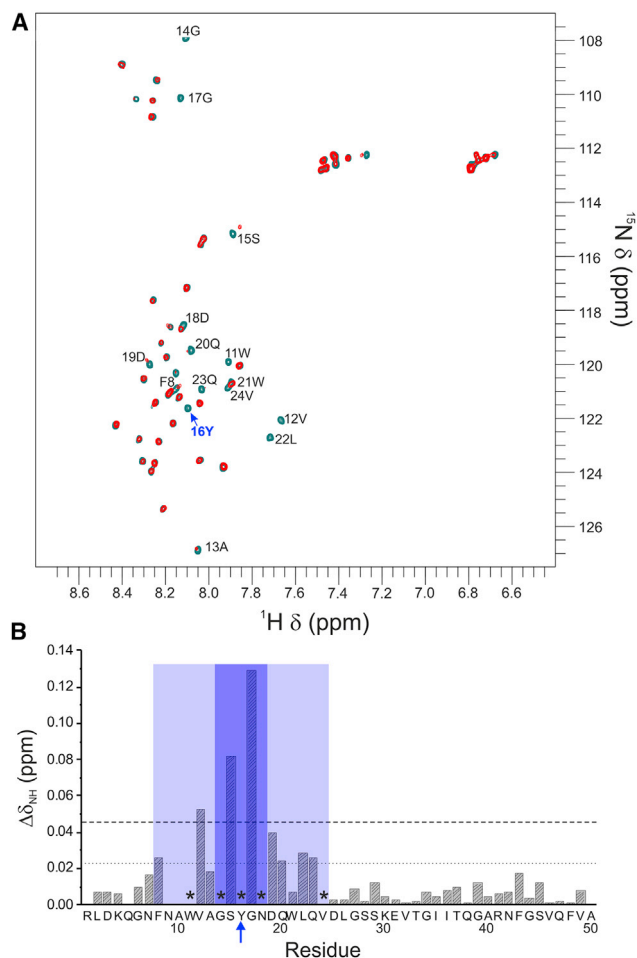 A
14G
17G
15S
18D
20Q
19D
11W
F8
23Q
21W
24V
16Y
12V
22L
13A
108
110
112
114
116
118
120
122
124
126
15N δ (ppm)
8.6 8.4 8.2 8.0 7.8 7.6 7.4 7.2 7.0 6.8 6.6
1H δ (ppm)
B
0.14
0.12
0.10
0.08
0.06
0.04
0.02
0.00
ΔδNH (ppm)
* * * * *
RLDKQGNFNAWVAGSYGNDQWLQVDLGSSKEVTGIITQGARNFGSVQFVA
10 20 30 40 50
Residue